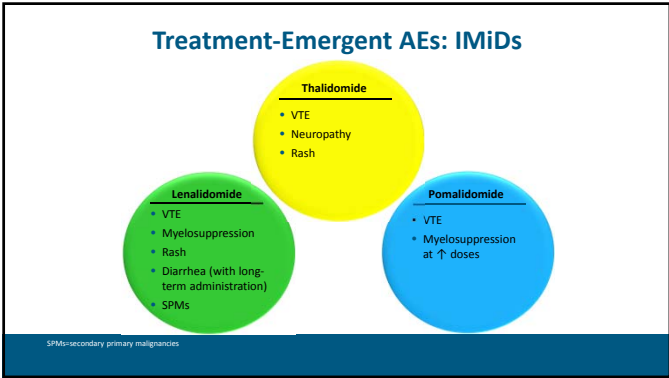 Treatment-Emergent AEs: IMiDs
Thalidomide
• VTE
• Neuropathy
• Rash
Lenalidomide
• VTE
• Myelosuppression
• Rash
• Diarrhea (with long-
term administration)
• SPMs
Pomalidomide
• VTE
• Myelosuppression
at ↑ doses
SPMs=secondary primary malignancies